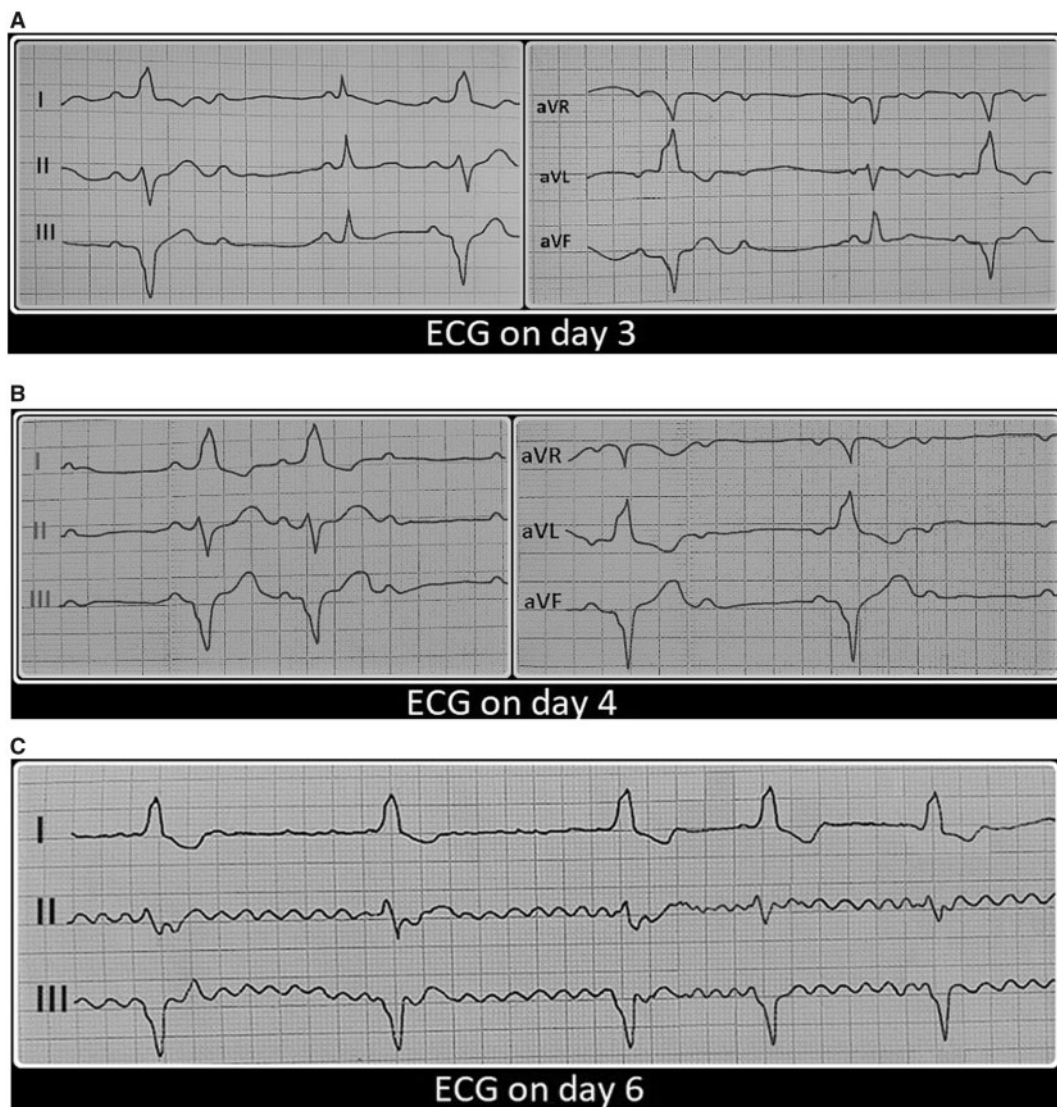 A
I
II
III
aVR
aVL
aVF
ECG on day 3
B
I
II
III
aVR
aVL
aVF
ECG on day 4
C
I
II
III
ECG on day 6